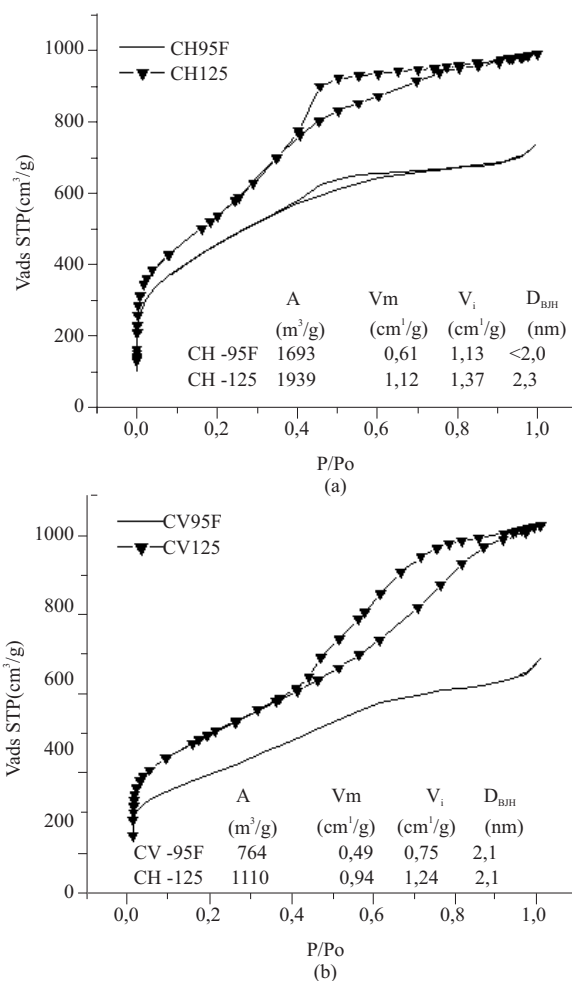 CH95F
CH125
1000
800
600
400
200
0
Vads STP(cm³/g)
A Vm V_i D_BJH
(m³/g) (cm¹/g) (cm¹/g) (nm)
CH -95F 1693 0,61 1,13 <2,0
CH -125 1939 1,12 1,37 2,3
0,0 0,2 0,4 0,6 0,8 1,0
P/Po
(a)
CV95F
CV125
1000
800
600
400
200
0
Vads STP(cm³/g)
A Vm V_i D_BJH
(m³/g) (cm¹/g) (cm¹/g) (nm)
CV -95F 764 0,49 0,75 2,1
CH -125 1110 0,94 1,24 2,1
0,0 0,2 0,4 0,6 0,8 1,0
P/Po
(b)